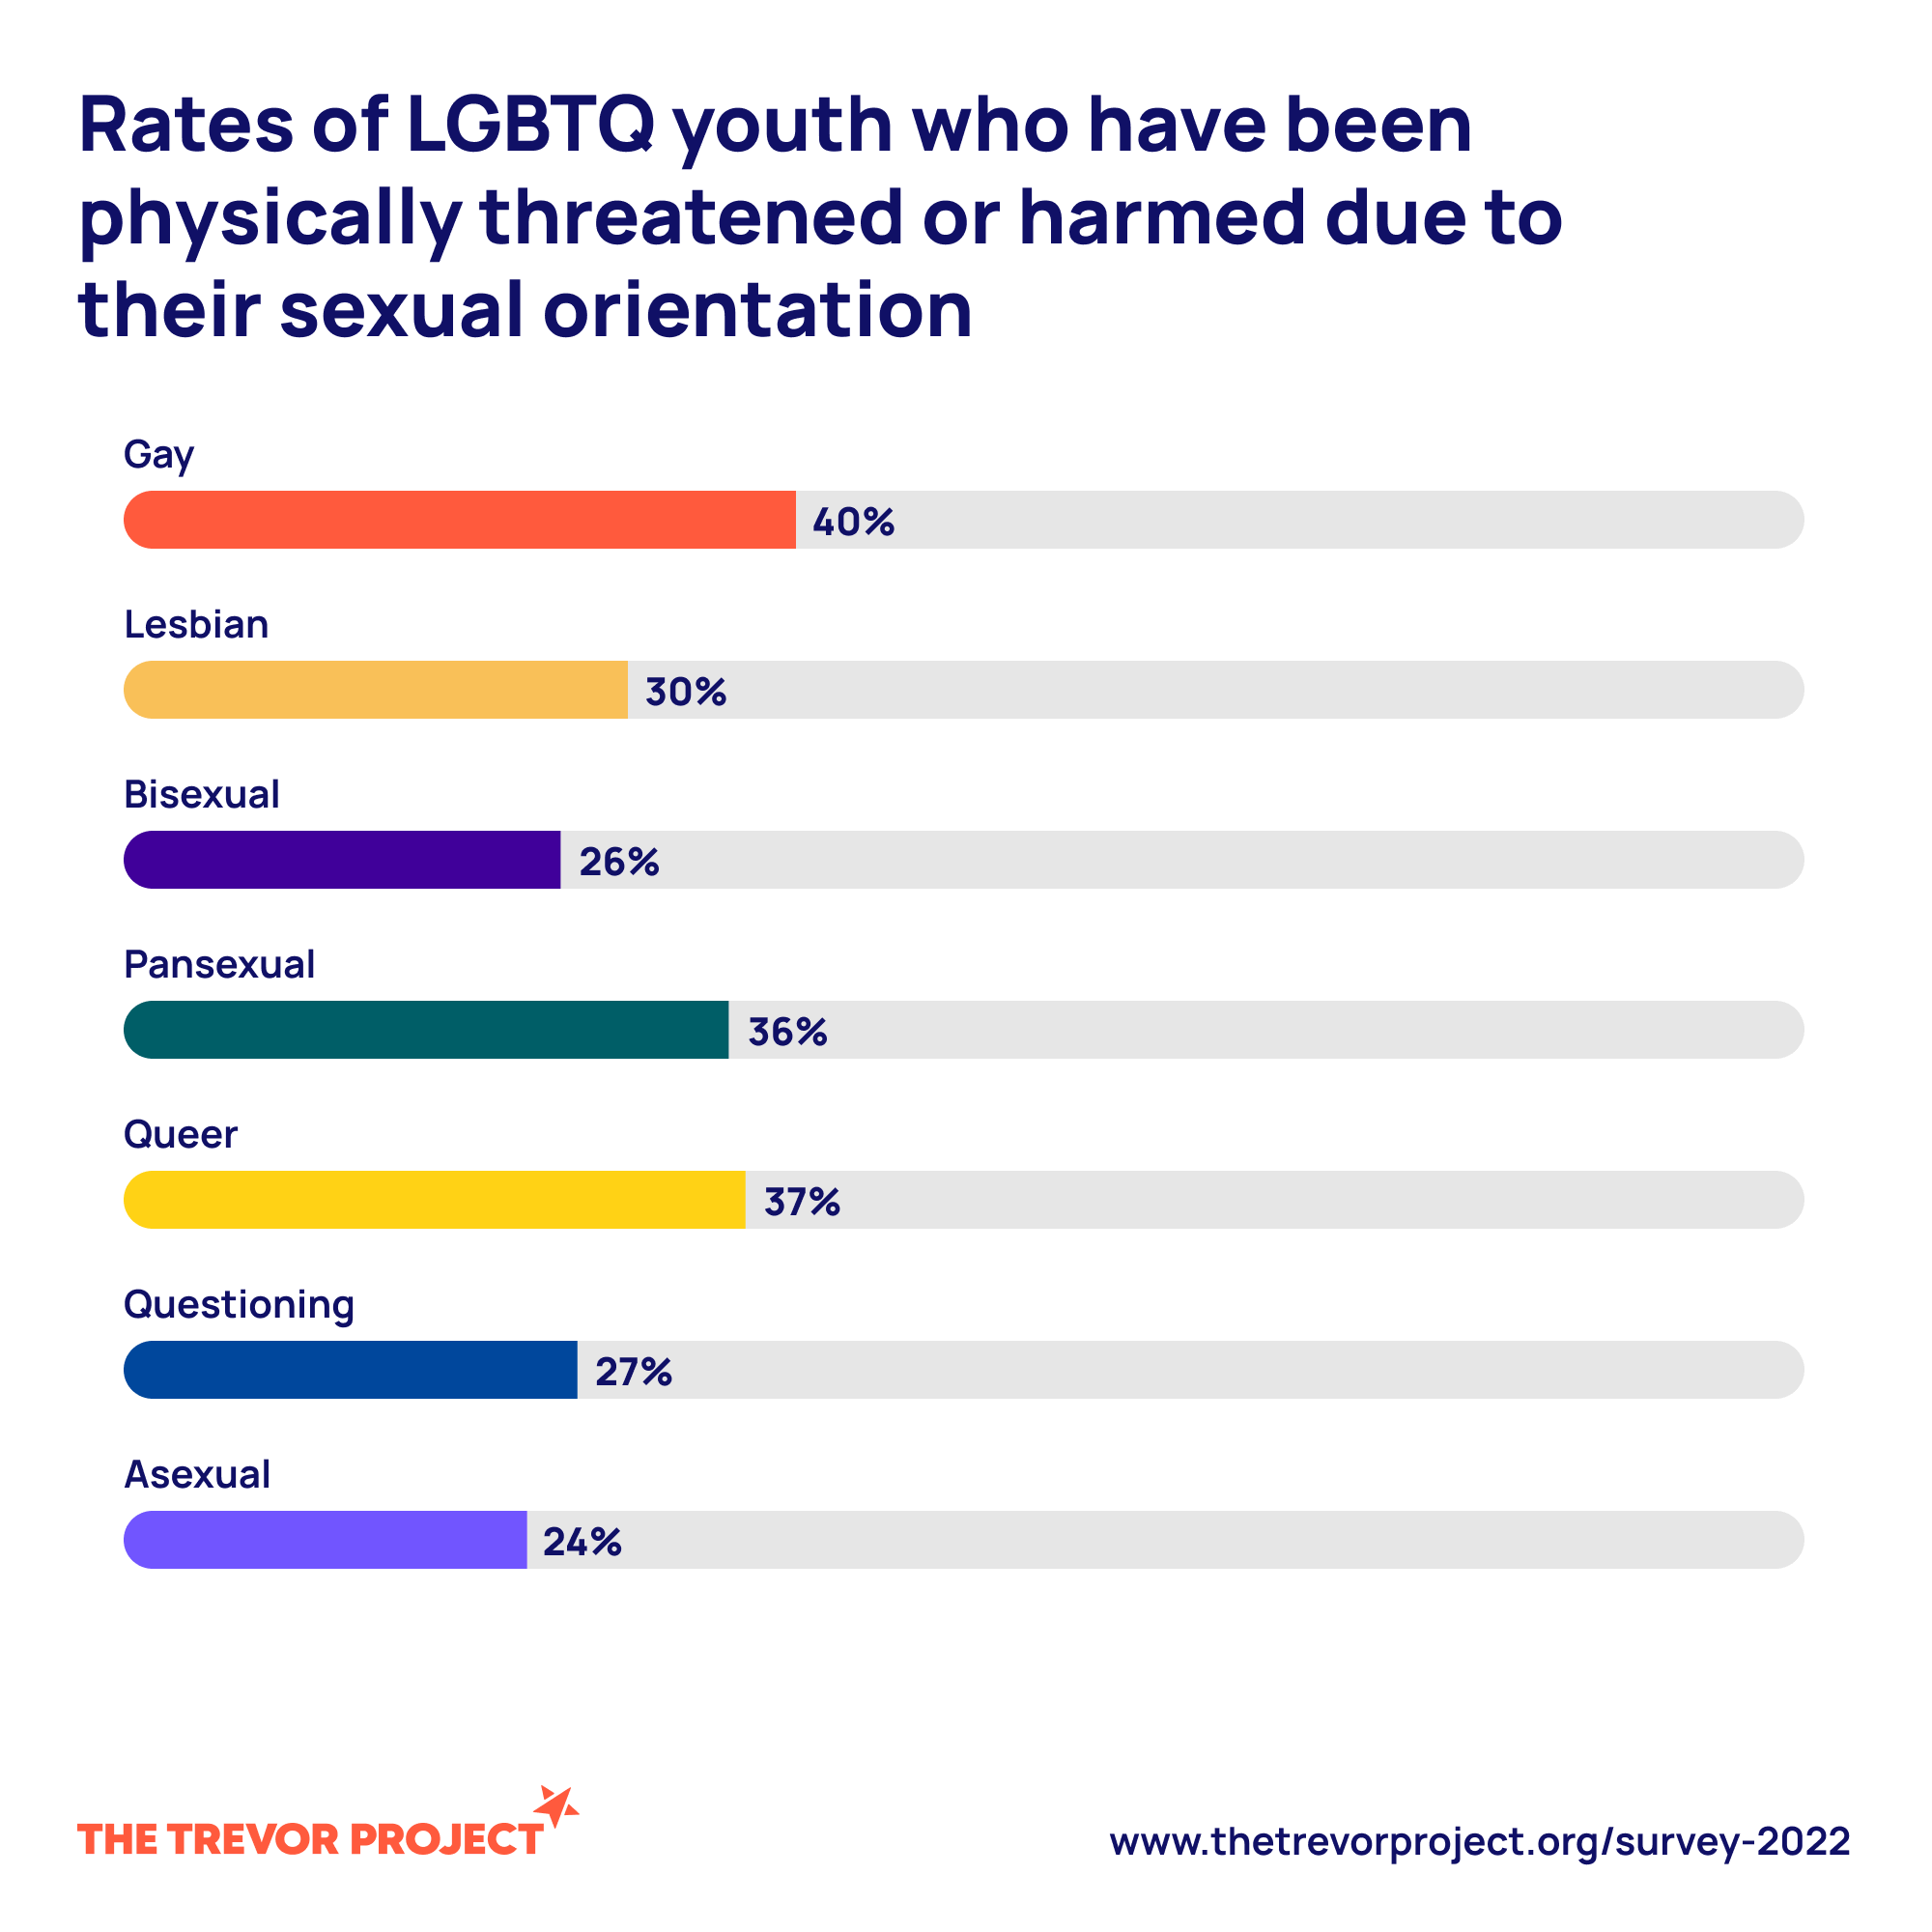 Rates of LGBTQ youth who have been
physically threatened or harmed due to
their sexual orientation
Gay
40%
Lesbian
30%
Bisexual
26%
Pansexual
36%
Queer
37%
Questioning
27%
Asexual
24%
THE TREVOR PROJECT
www.thetrevorproject.org/survey-2022